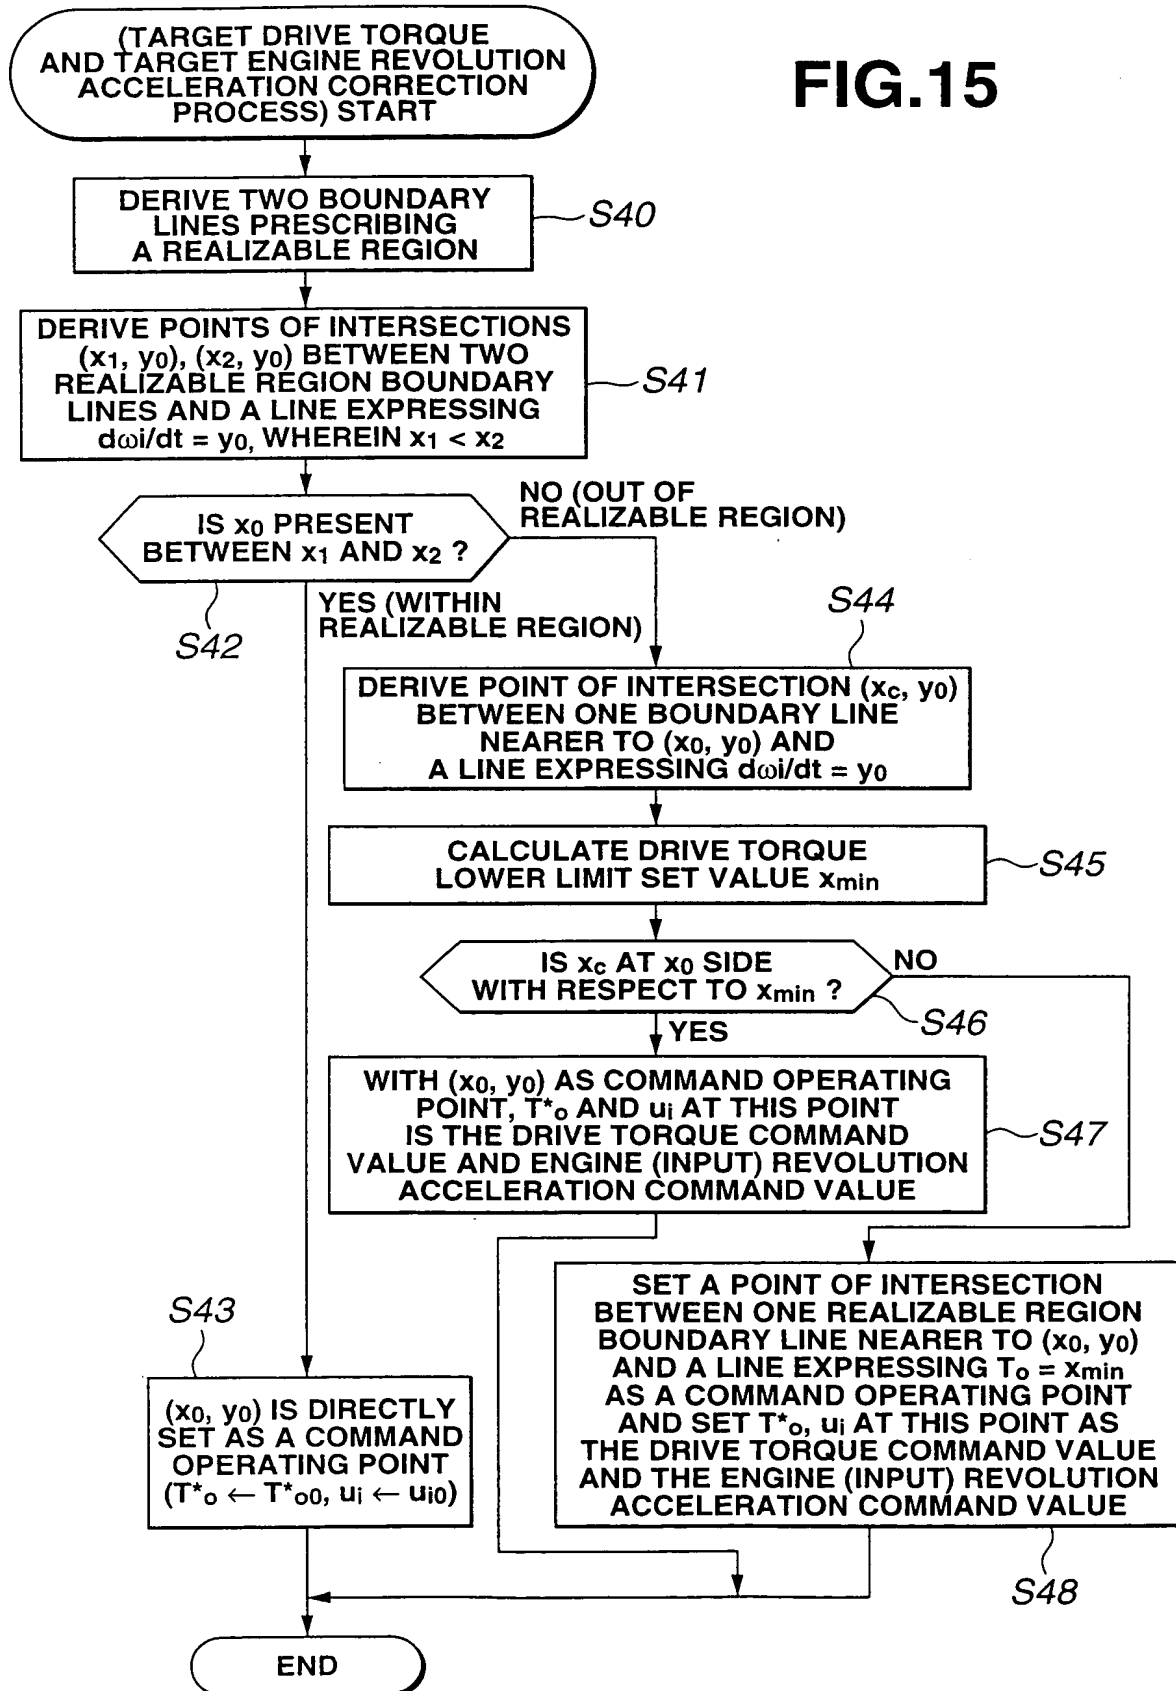 (TARGET DRIVE TORQUE
AND TARGET ENGINE REVOLUTION
ACCELERATION CORRECTION
PROCESS) START
FIG.15
DERIVE TWO BOUNDARY
LINES PRESCRIBING
A REALIZABLE REGION
S40
DERIVE POINTS OF INTERSECTIONS
(x1, y0), (x2, y0) BETWEEN TWO
REALIZABLE REGION BOUNDARY
LINES AND A LINE EXPRESSING
dωi/dt = y0, WHEREIN x1 < x2
S41
IS x0 PRESENT
BETWEEN x1 AND x2 ?
S42
NO (OUT OF
REALIZABLE REGION)
YES (WITHIN
REALIZABLE REGION)
S44
DERIVE POINT OF INTERSECTION (xc, y0)
BETWEEN ONE BOUNDARY LINE
NEARER TO (x0, y0) AND
A LINE EXPRESSING dωi/dt = y0
CALCULATE DRIVE TORQUE
LOWER LIMIT SET VALUE xmin
S45
IS xc AT x0 SIDE
WITH RESPECT TO xmin ?
NO
S46
YES
WITH (x0, y0) AS COMMAND OPERATING
POINT, T*o AND ui AT THIS POINT
IS THE DRIVE TORQUE COMMAND
VALUE AND ENGINE (INPUT) REVOLUTION
ACCELERATION COMMAND VALUE
S47
S43
(x0, y0) IS DIRECTLY
SET AS A COMMAND
OPERATING POINT
(T*o ← T*o0, ui ← ui0)
SET A POINT OF INTERSECTION
BETWEEN ONE REALIZABLE REGION
BOUNDARY LINE NEARER TO (x0, y0)
AND A LINE EXPRESSING To = xmin
AS A COMMAND OPERATING POINT
AND SET T*o, ui AT THIS POINT AS
THE DRIVE TORQUE COMMAND VALUE
AND THE ENGINE (INPUT) REVOLUTION
ACCELERATION COMMAND VALUE
S48
END